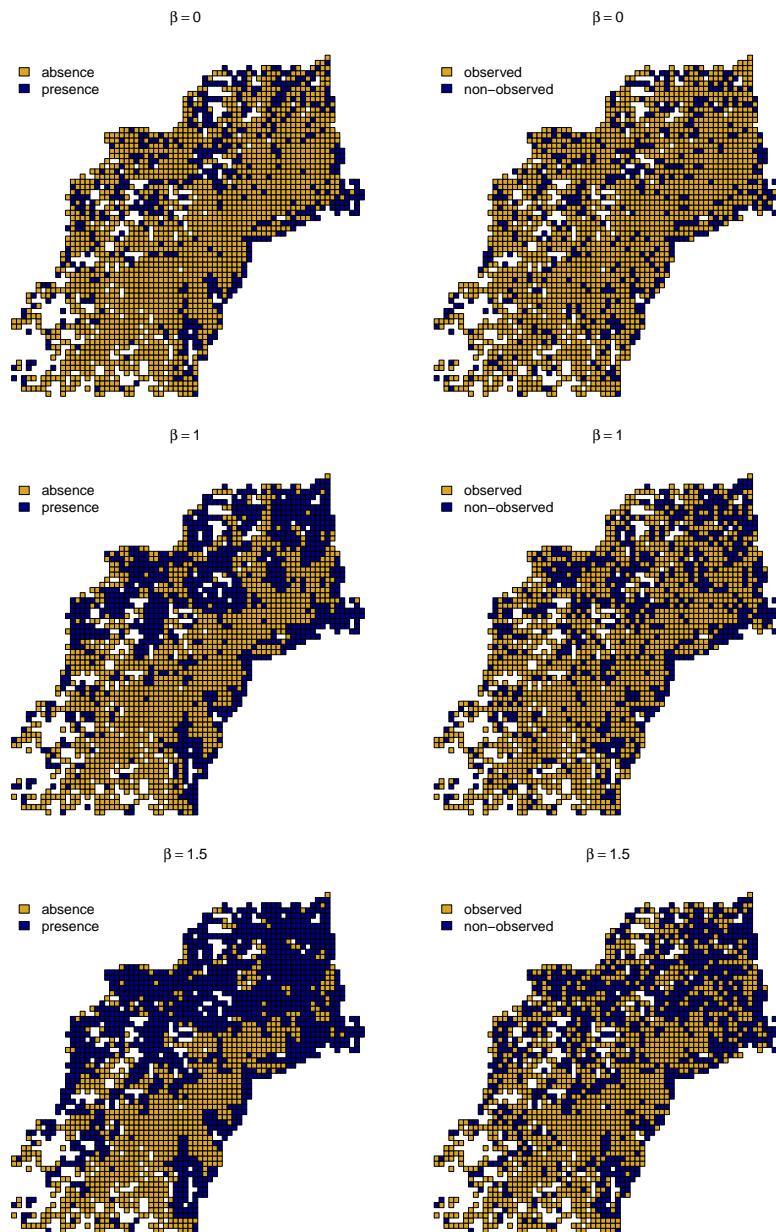 β = 0
absence
presence
β = 0
observed
non−observed
β = 1
absence
presence
β = 1
observed
non−observed
β = 1.5
absence
presence
β = 1.5
observed
non−observed